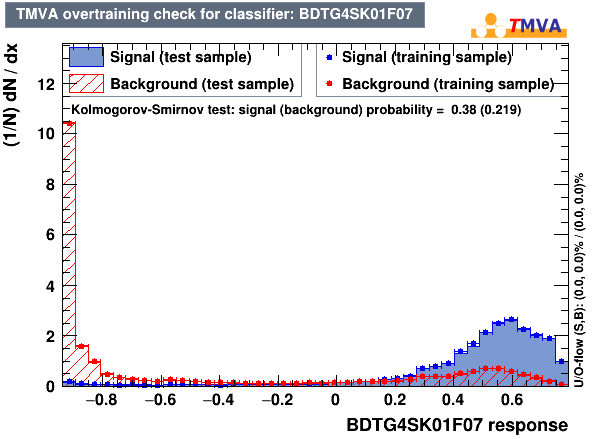 TMVA overtraining check for classifier: BDTG4SK01F07
TMVA
Signal (test sample)
Background (test sample)
Signal (training sample)
Background (training sample)
Kolmogorov-Smirnov test: signal (background) probability = 0.38 (0.219)
(1/N) dN / dx
12
10
8
6
4
2
0
−0.8 −0.6 −0.4 −0.2 0 0.2 0.4 0.6
BDTG4SK01F07 response
U/O-flow (S,B): (0.0, 0.0)% / (0.0, 0.0)%